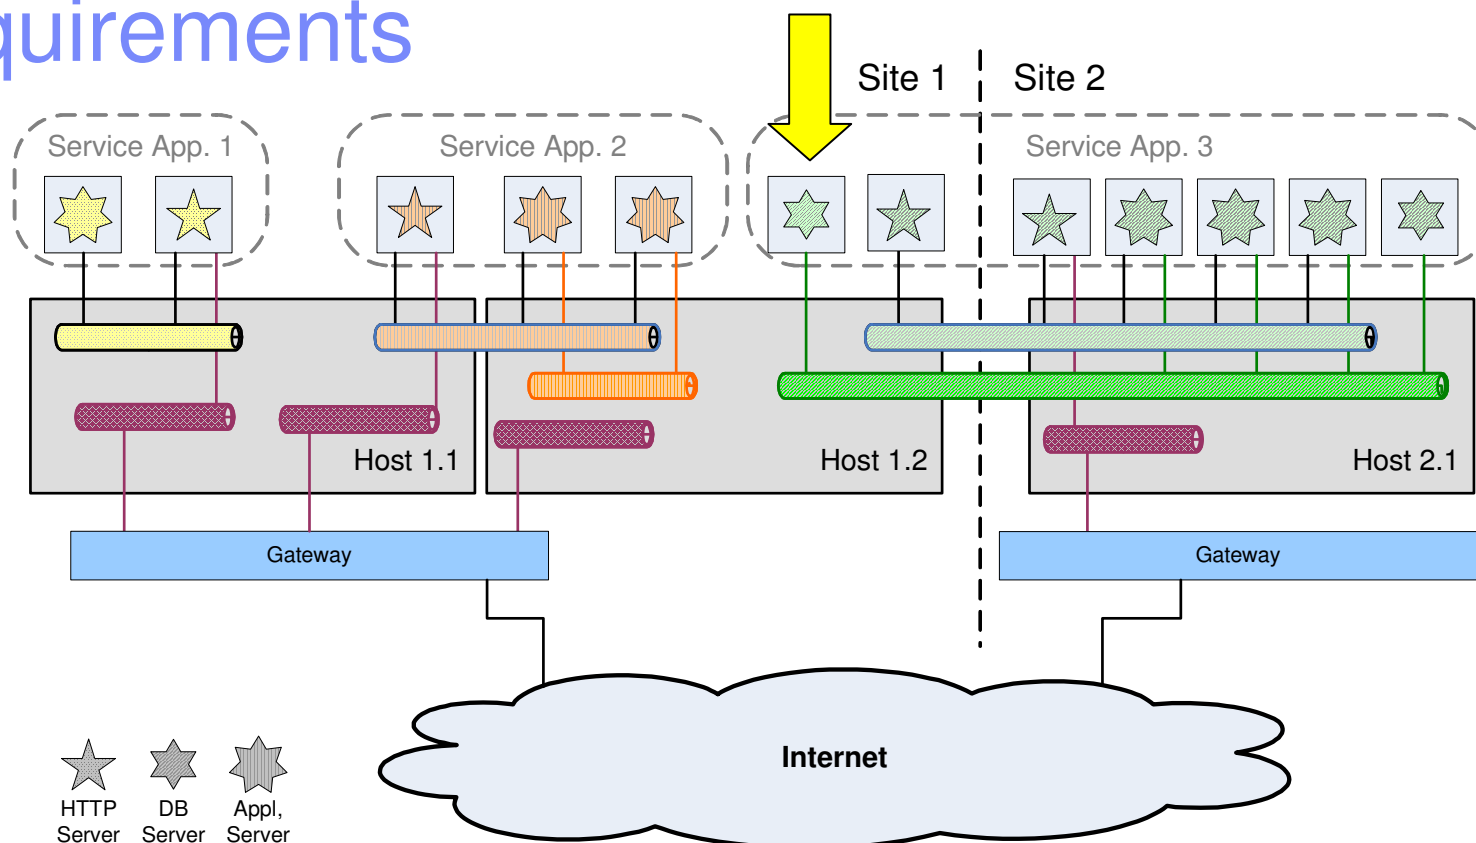 quirements
Site 1
Site 2
Service App. 1
Service App. 2
Service App. 3
Host 1.1
Host 1.2
Host 2.1
Gateway
Gateway
Internet
HTTP
Server
DB
Server
Appl,
Server